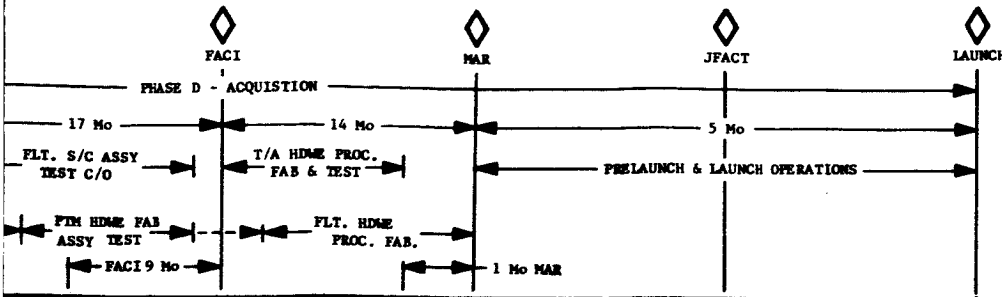 FACI
MAR
JFACT
LAUNCH
PHASE D - ACQUISTION
17 Mo
14 Mo
5 Mo
FLT. S/C ASSY
TEST C/O
T/A HDWE PROC.
FAB & TEST
PRELAUNCH & LAUNCH OPERATIONS
PTM HDWE FAB
ASSY TEST
FLT. HDWE
PROC. FAB.
FACI 9 Mo
1 Mo MAR